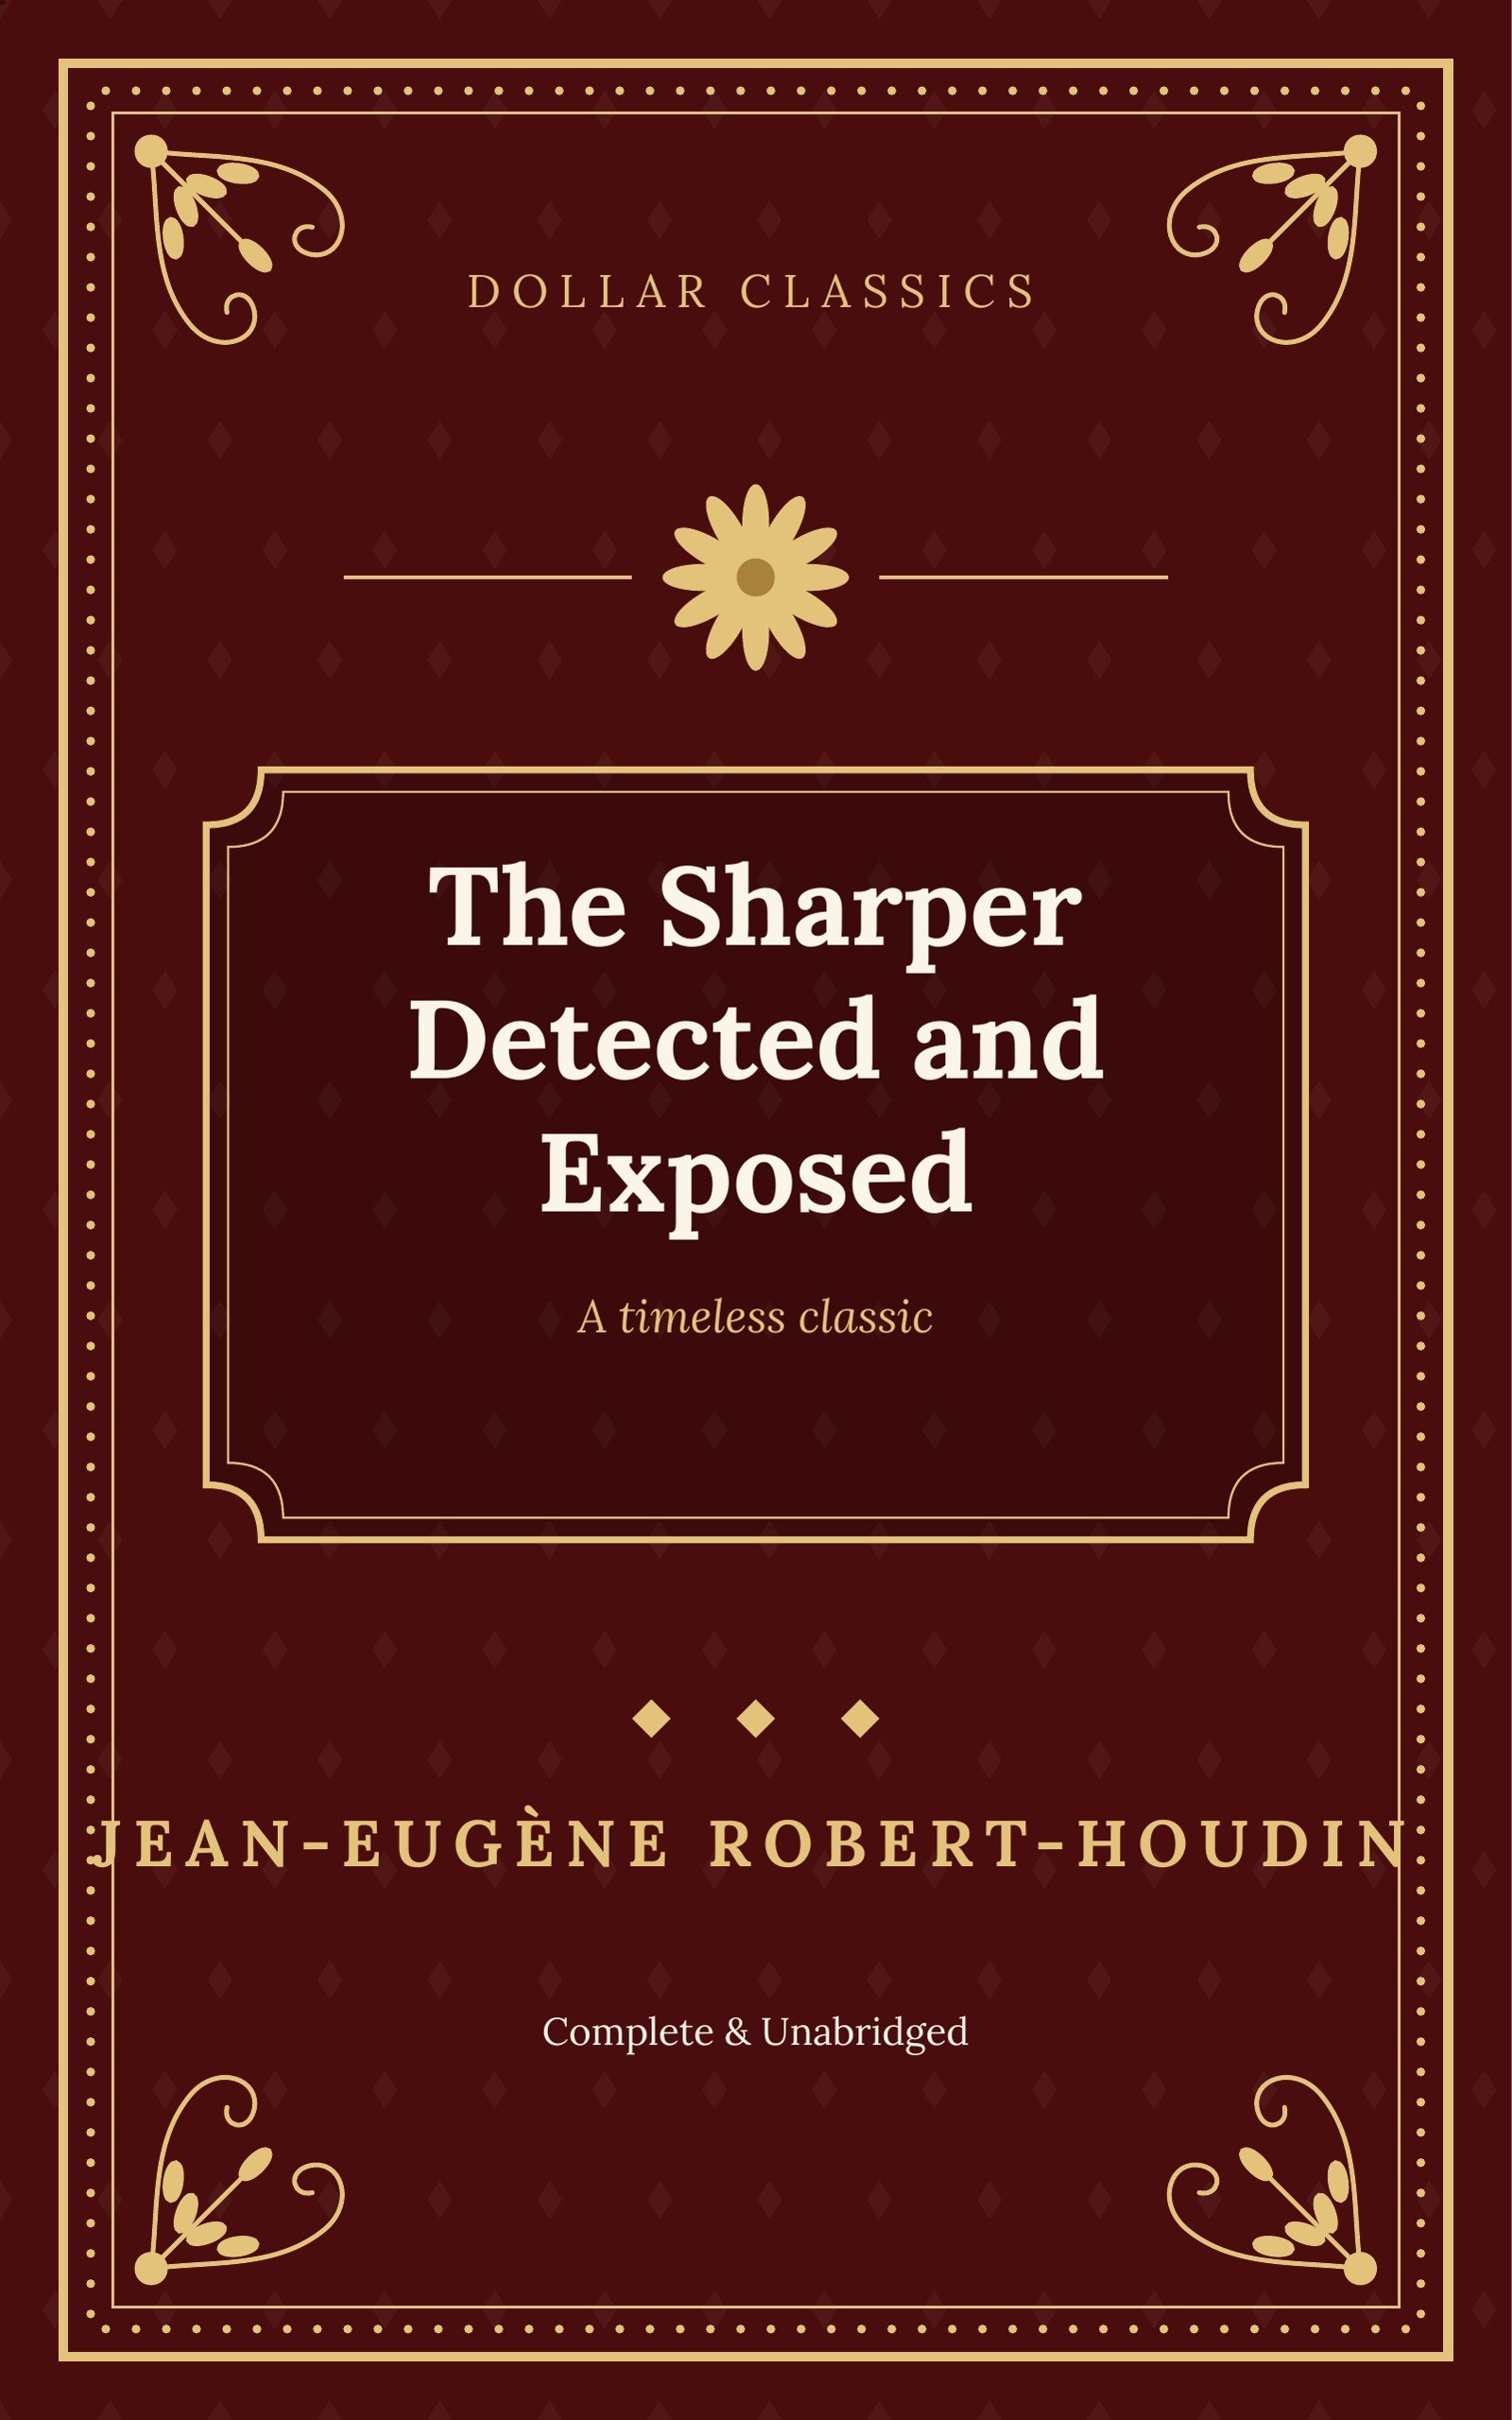 DOLLAR CLASSICS
The Sharper
Detected and
Exposed
A timeless classic
JEAN-EUGÈNE ROBERT-HOUDIN
Complete & Unabridged